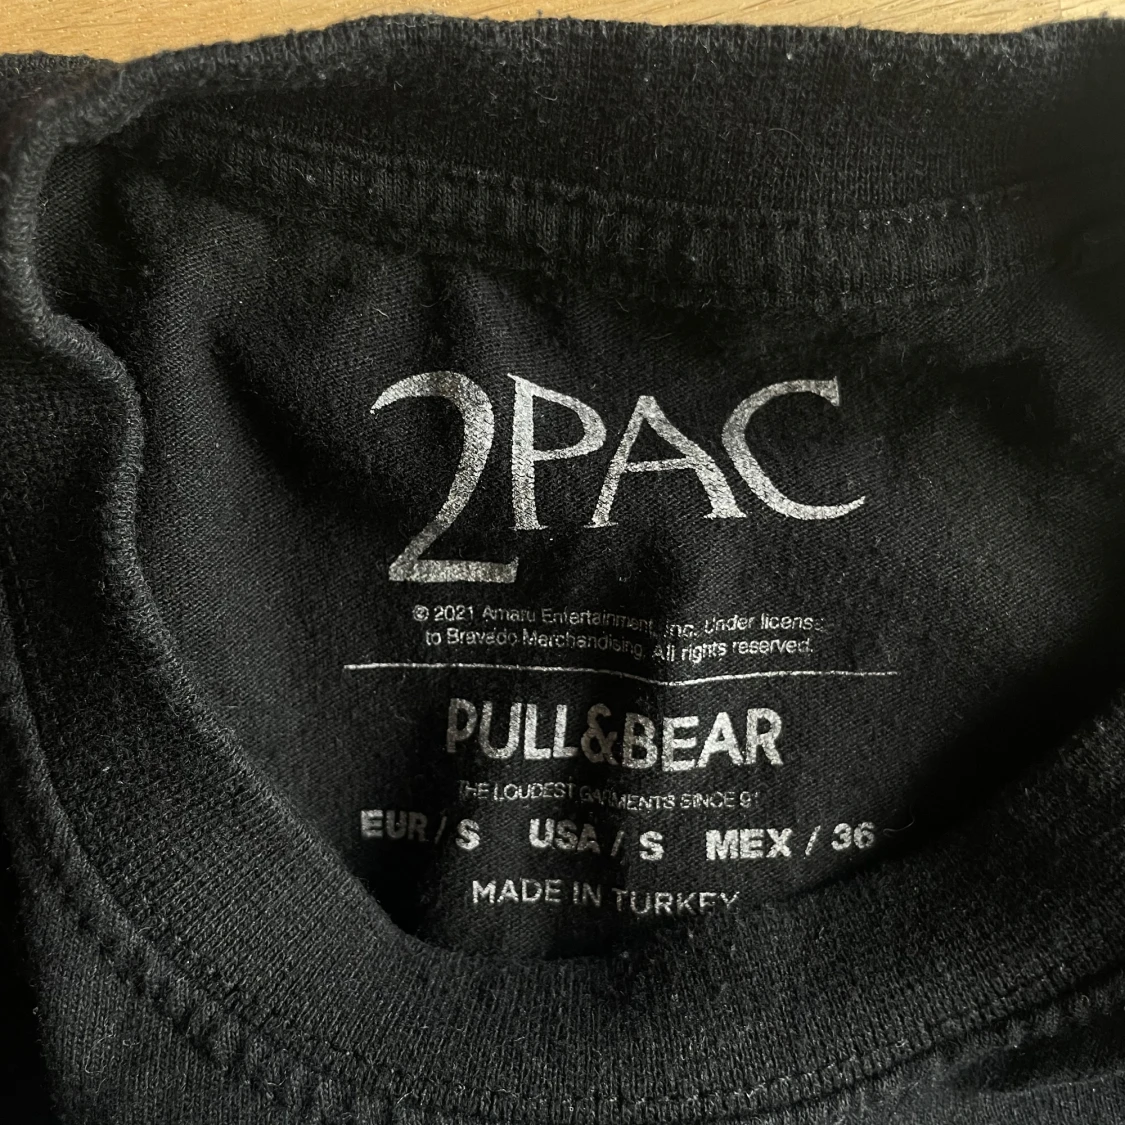 2PAC
© 2021 Amaru Entertainment, Inc. Under license
to Bravado Merchandising. All rights reserved.
PULL&BEAR
THE LOUDEST GARMENTS SINCE 91
EUR / S USA / S MEX / 36
MADE IN TURKEY